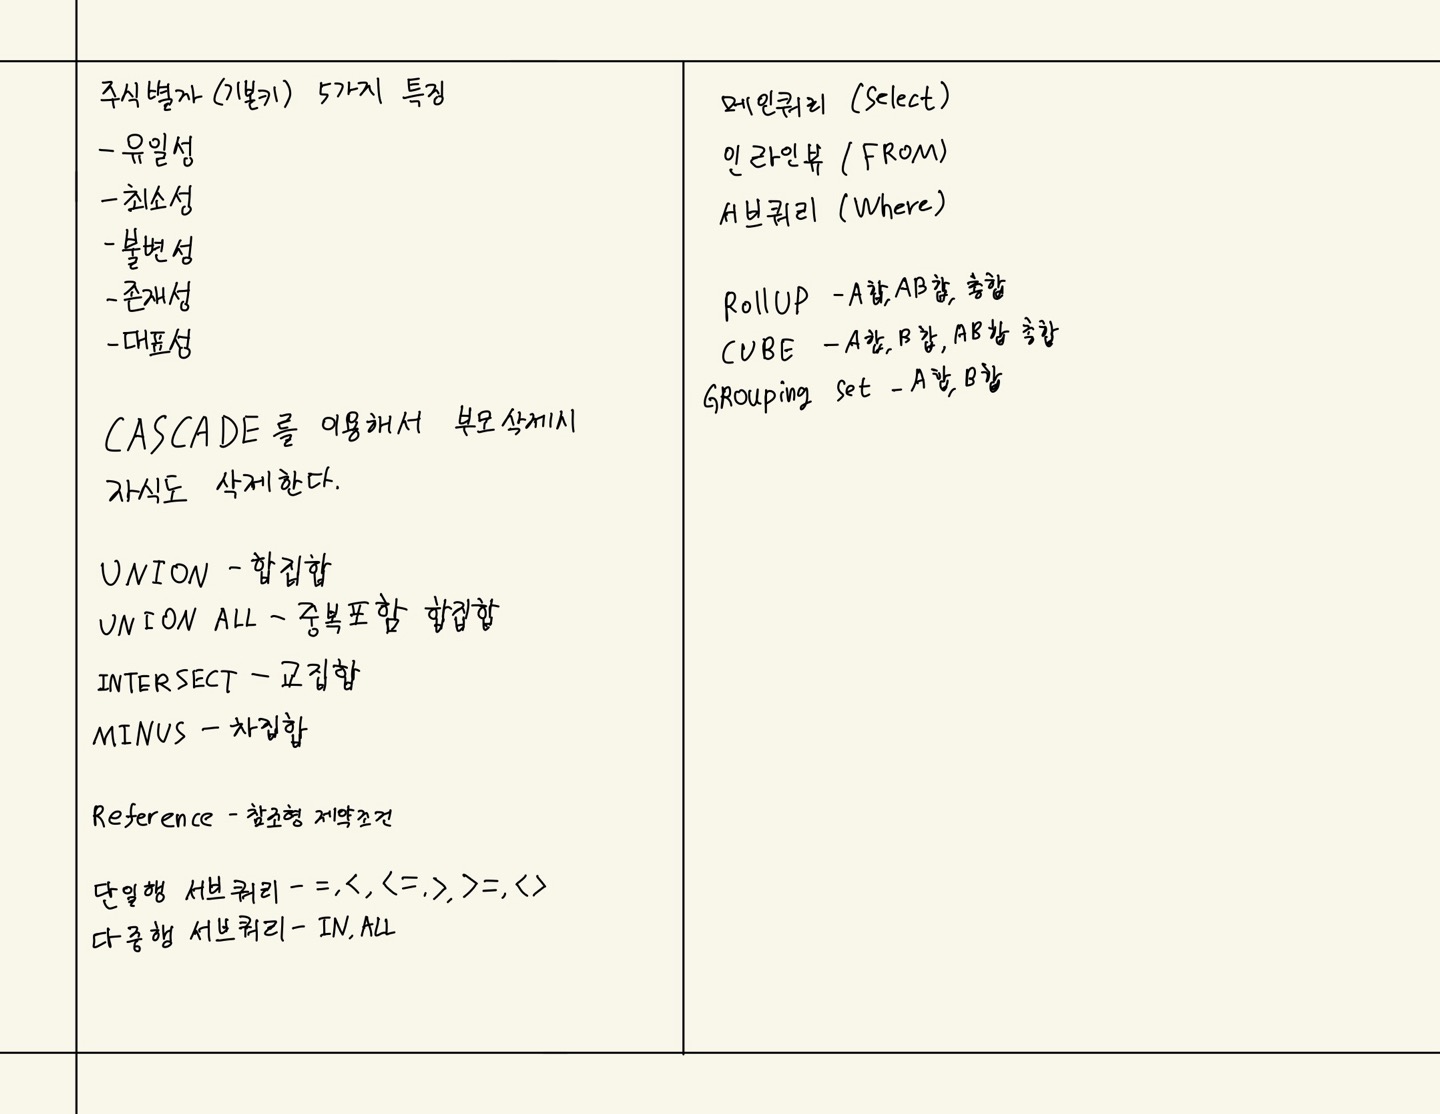 주식별자 (기본키) 5가지 특징
- 유일성
- 최소성
- 불변성
- 존재성
- 대표성
CASCADE를 이용해서 부모삭제시
자식도 삭제한다.
UNION - 합집합
UNION ALL - 중복포함 합집합
INTERSECT - 교집합
MINUS - 차집합
Reference - 참조형 제약조건
단일행 서브쿼리 - =, <, <=, >, >=, <>
다중행 서브쿼리 - IN, ALL
메인쿼리 (Select)
인라인뷰 (FROM)
서브쿼리 (Where)
RollUP - A합, AB합, 총합
CUBE - A합, B합, AB합 총합
GROuping set - A합, B합